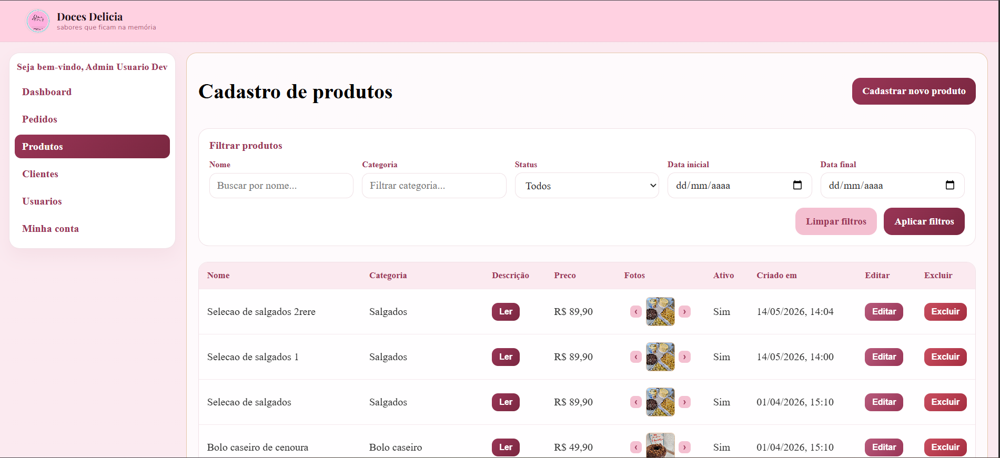 Doces Delicia
sabores que ficam na memória
Seja bem-vindo, Admin Usuario Dev
Dashboard
Pedidos
Produtos
Clientes
Usuarios
Minha conta
Cadastro de produtos
Cadastrar novo produto
Filtrar produtos
Nome Categoria Status Data inicial Data final
Buscar por nome... Filtrar categoria... Todos dd/mm/aaaa dd/mm/aaaa
Limpar filtros Aplicar filtros
Nome Categoria Descrição Preco Fotos Ativo Criado em Editar Excluir
Selecao de salgados 2rere Salgados Ler R$ 89,90 ‹ › Sim 14/05/2026, 14:04 Editar Excluir
Selecao de salgados 1 Salgados Ler R$ 89,90 ‹ › Sim 14/05/2026, 14:00 Editar Excluir
Selecao de salgados Salgados Ler R$ 89,90 ‹ › Sim 01/04/2026, 15:10 Editar Excluir
Bolo caseiro de cenoura Bolo caseiro Ler R$ 49,90 ‹ › Sim 01/04/2026, 15:10 Editar Excluir